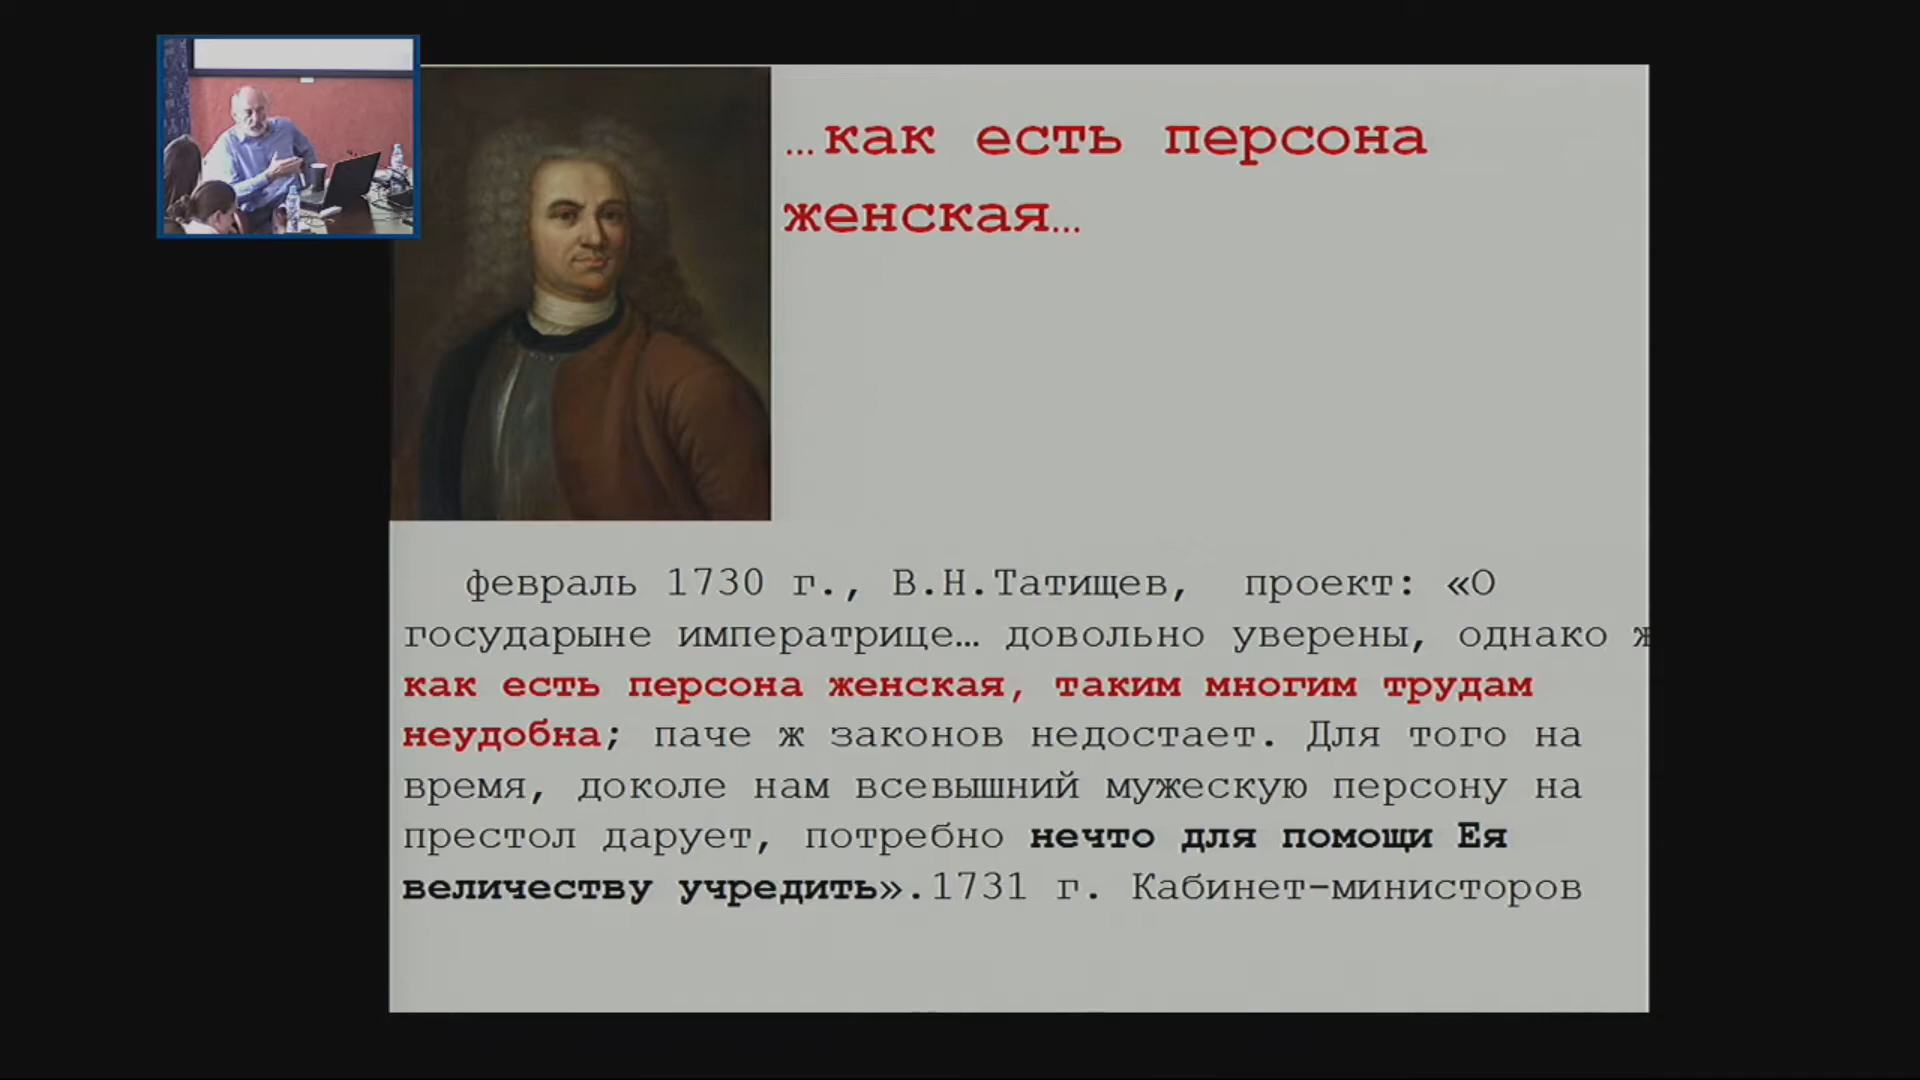 …как есть персона
женская…
февраль 1730 г., В.Н.Татищев, проект: «О
государыне императрице… довольно уверены, однако ж
как есть персона женская, таким многим трудам
неудобна; паче ж законов недостает. Для того на
время, доколе нам всевышний мужескую персону на
престол дарует, потребно нечто для помощи Ея
величеству учредить».1731 г. Кабинет-министоров